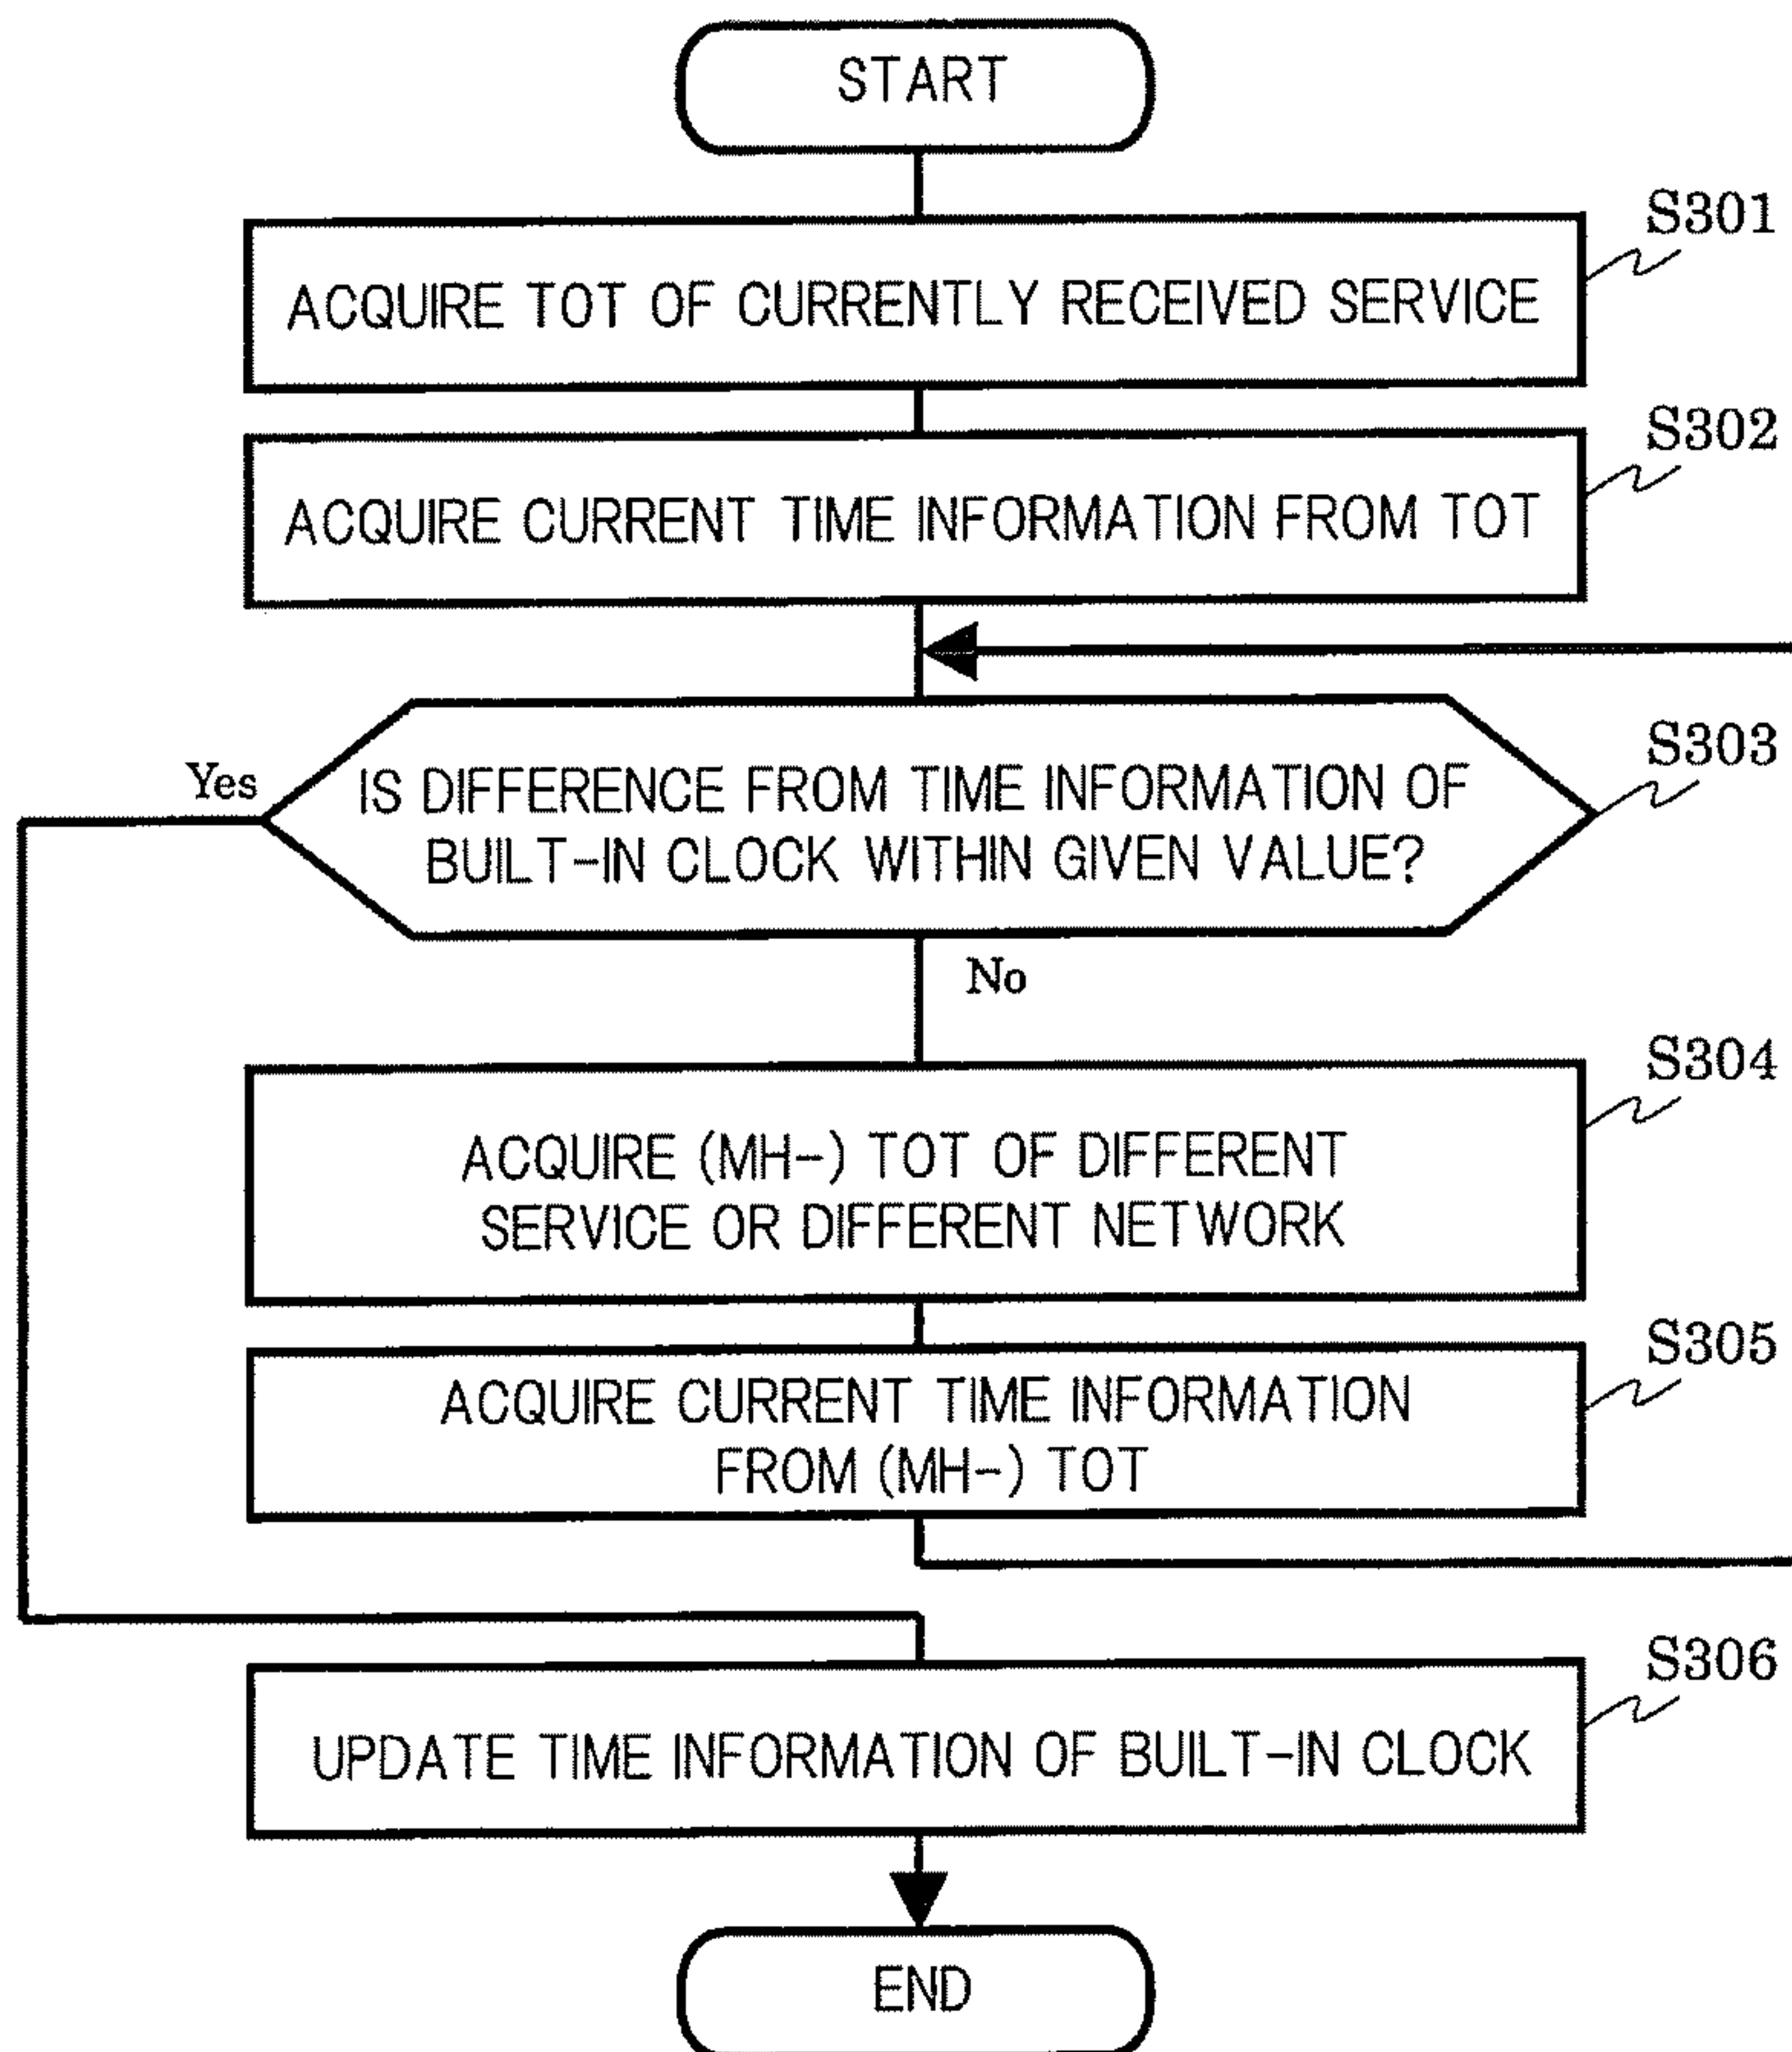 START
S301
ACQUIRE TOT OF CURRENTLY RECEIVED SERVICE
S302
ACQUIRE CURRENT TIME INFORMATION FROM TOT
S303
Yes
IS DIFFERENCE FROM TIME INFORMATION OF
BUILT-IN CLOCK WITHIN GIVEN VALUE?
No
S304
ACQUIRE (MH-) TOT OF DIFFERENT
SERVICE OR DIFFERENT NETWORK
S305
ACQUIRE CURRENT TIME INFORMATION
FROM (MH-) TOT
S306
UPDATE TIME INFORMATION OF BUILT-IN CLOCK
END